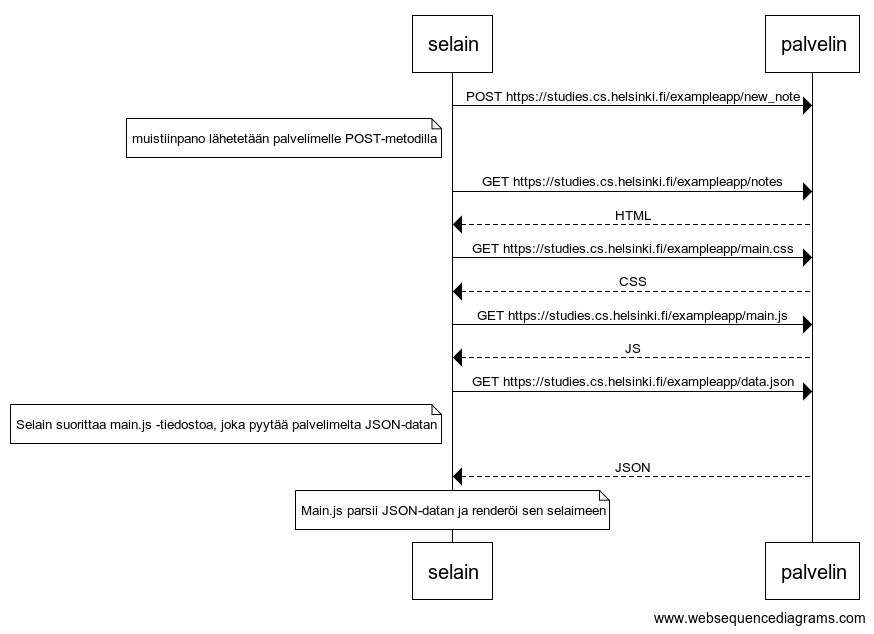 selain
palvelin
POST https://studies.cs.helsinki.fi/exampleapp/new_note
muistiinpano lähetetään palvelimelle POST-metodilla
GET https://studies.cs.helsinki.fi/exampleapp/notes
HTML
GET https://studies.cs.helsinki.fi/exampleapp/main.css
CSS
GET https://studies.cs.helsinki.fi/exampleapp/main.js
JS
GET https://studies.cs.helsinki.fi/exampleapp/data.json
Selain suorittaa main.js -tiedostoa, joka pyytää palvelimelta JSON-datan
JSON
Main.js parsii JSON-datan ja renderöi sen selaimeen
selain
palvelin
www.websequencediagrams.com